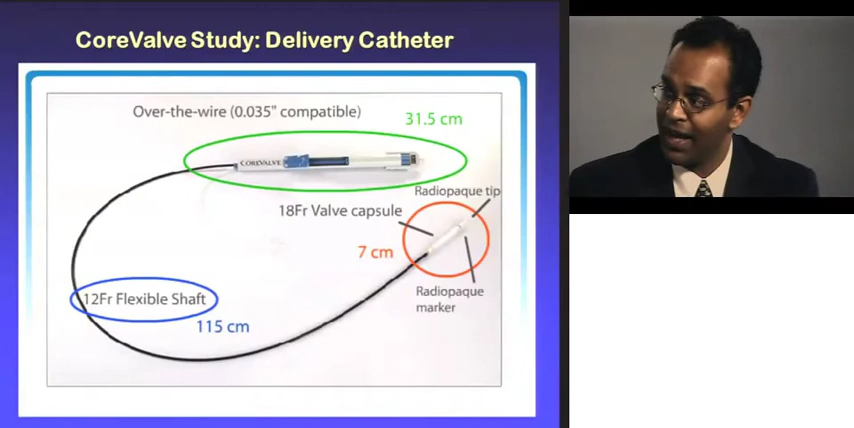 CoreValve Study: Delivery Catheter
Over-the-wire (0.035" compatible)
31.5 cm
COREVALVE
Radiopaque tip
18Fr Valve capsule
7 cm
Radiopaque
marker
12Fr Flexible Shaft
115 cm